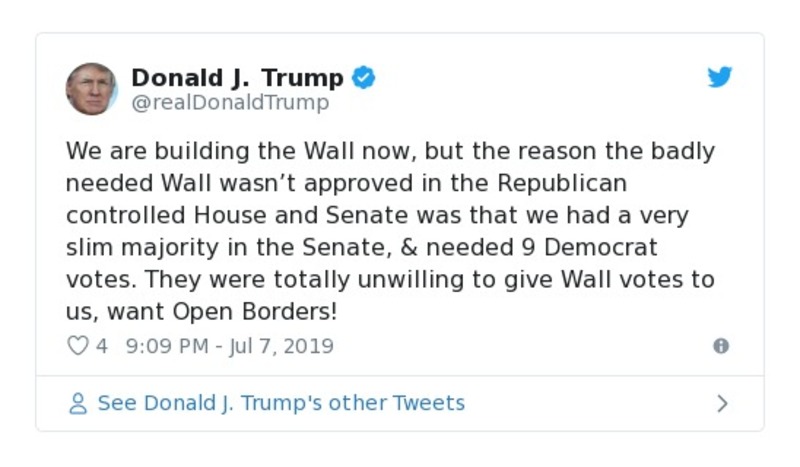 Donald J. Trump
@realDonaldTrump
We are building the Wall now, but the reason the badly
needed Wall wasn’t approved in the Republican
controlled House and Senate was that we had a very
slim majority in the Senate, & needed 9 Democrat
votes. They were totally unwilling to give Wall votes to
us, want Open Borders!
4 9:09 PM - Jul 7, 2019
See Donald J. Trump's other Tweets